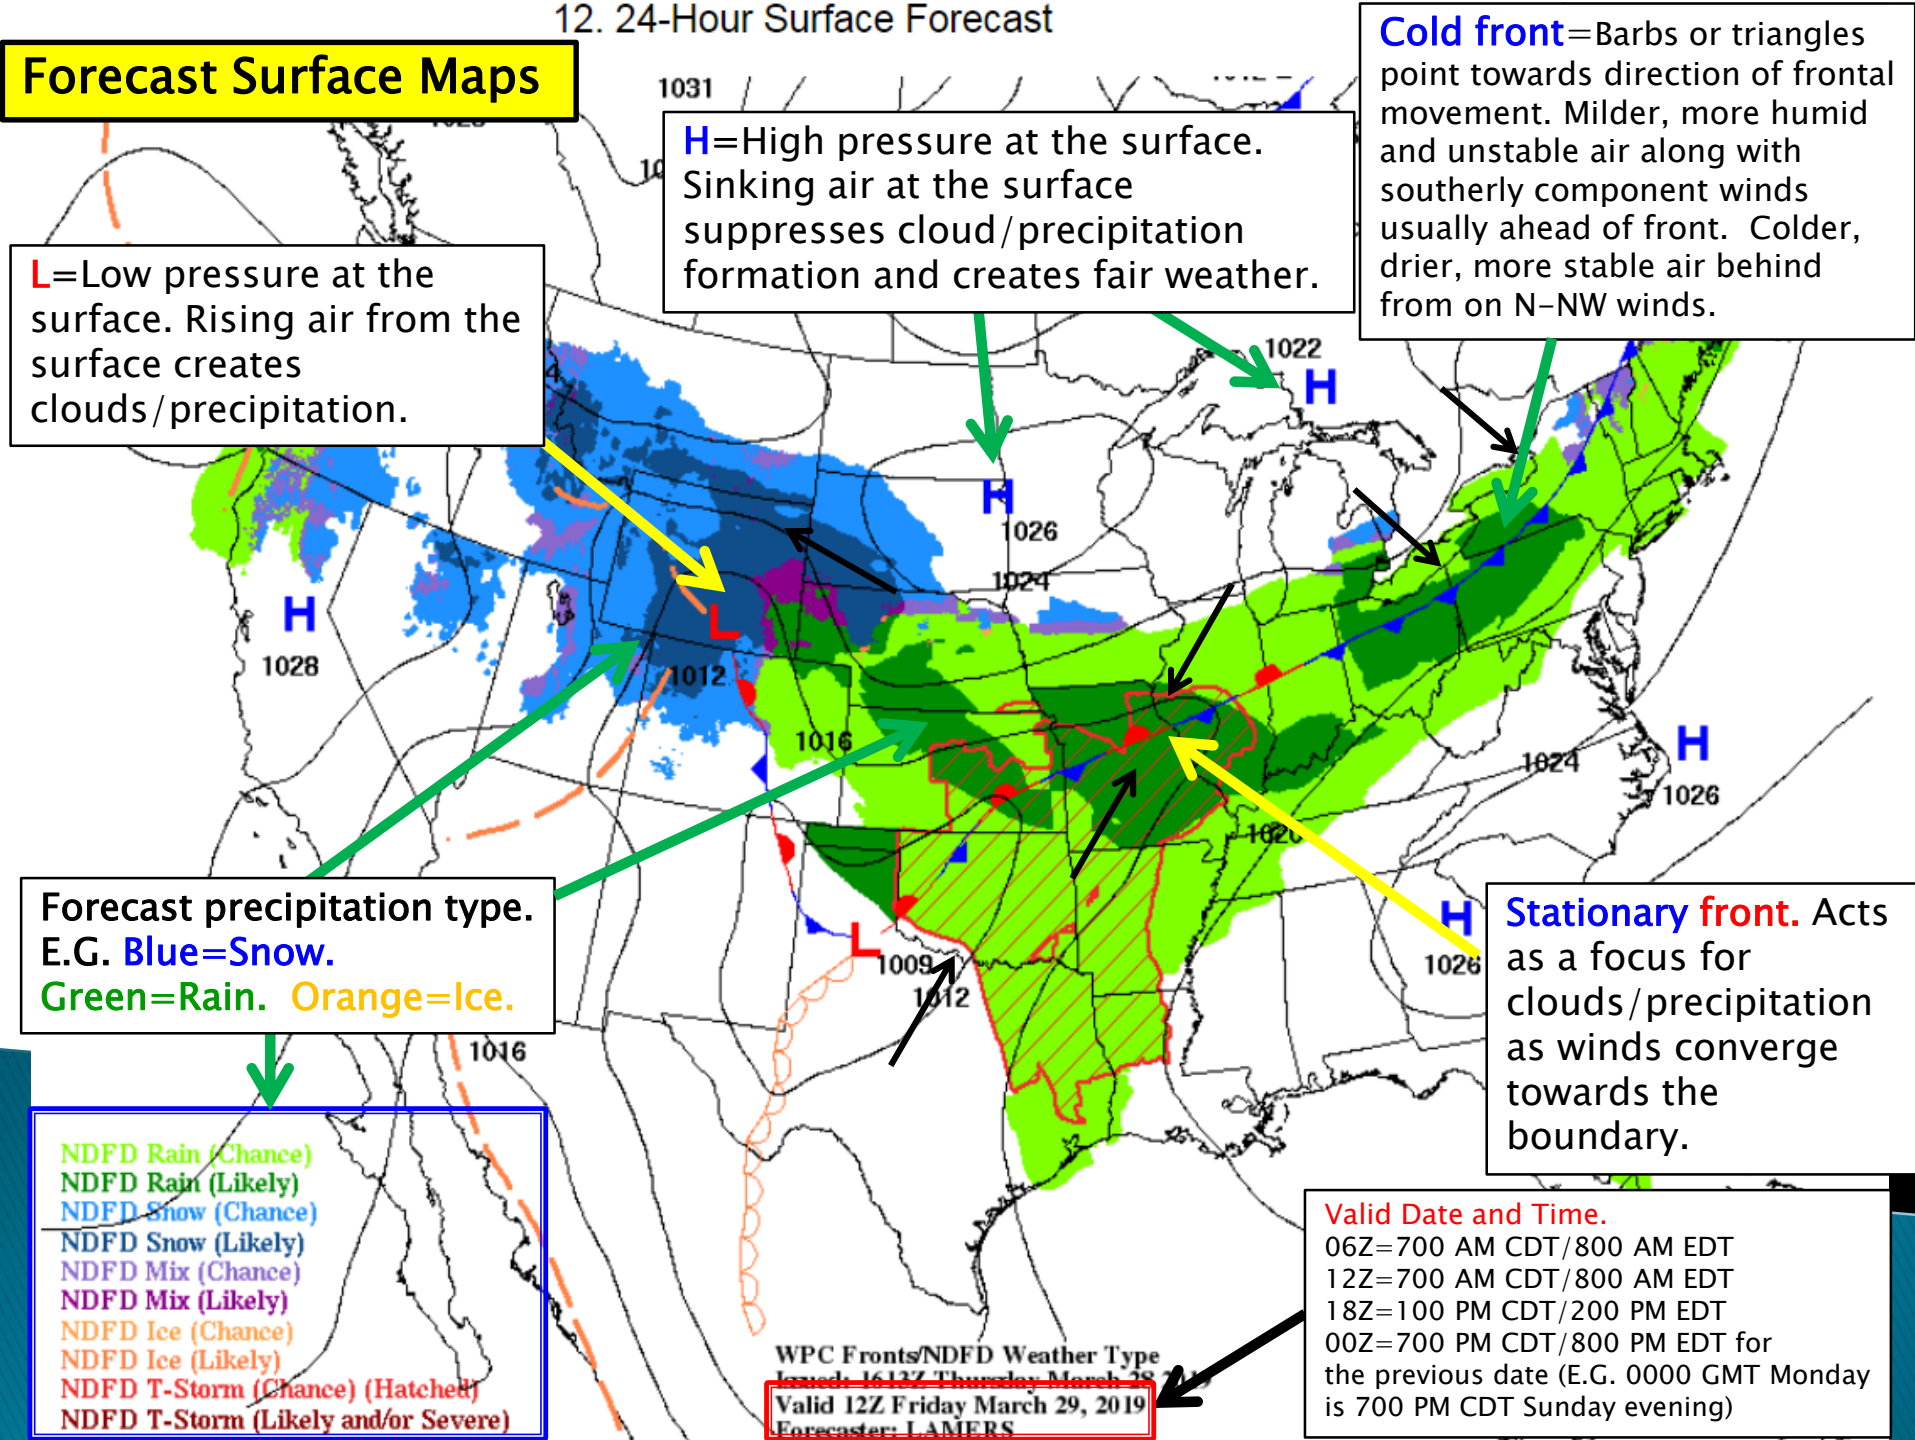 12. 24-Hour Surface Forecast
Forecast Surface Maps
Cold front=Barbs or triangles
point towards direction of frontal
movement. Milder, more humid
and unstable air along with
southerly component winds
usually ahead of front. Colder,
drier, more stable air behind
from on N-NW winds.
1031
H=High pressure at the surface.
Sinking air at the surface
suppresses cloud/precipitation
formation and creates fair weather.
L=Low pressure at the
surface. Rising air from the
surface creates
clouds/precipitation.
1022
H
H
1026
1024
H
1028
L
1012
1016
1024
H
1026
1020
H
1026
L
1009
1012
1016
Forecast precipitation type.
E.G. Blue=Snow.
Green=Rain. Orange=Ice.
Stationary front. Acts
as a focus for
clouds/precipitation
as winds converge
towards the
boundary.
NDFD Rain (Chance)
NDFD Rain (Likely)
NDFD Snow (Chance)
NDFD Snow (Likely)
NDFD Mix (Chance)
NDFD Mix (Likely)
NDFD Ice (Chance)
NDFD Ice (Likely)
NDFD T-Storm (Chance) (Hatched)
NDFD T-Storm (Likely and/or Severe)
WPC Fronts/NDFD Weather Type
Issued: 1613Z Thursday March 28 2019
Valid 12Z Friday March 29, 2019
Forecaster: LAMERS
Valid Date and Time.
06Z=700 AM CDT/800 AM EDT
12Z=700 AM CDT/800 AM EDT
18Z=100 PM CDT/200 PM EDT
00Z=700 PM CDT/800 PM EDT for
the previous date (E.G. 0000 GMT Monday
is 700 PM CDT Sunday evening)